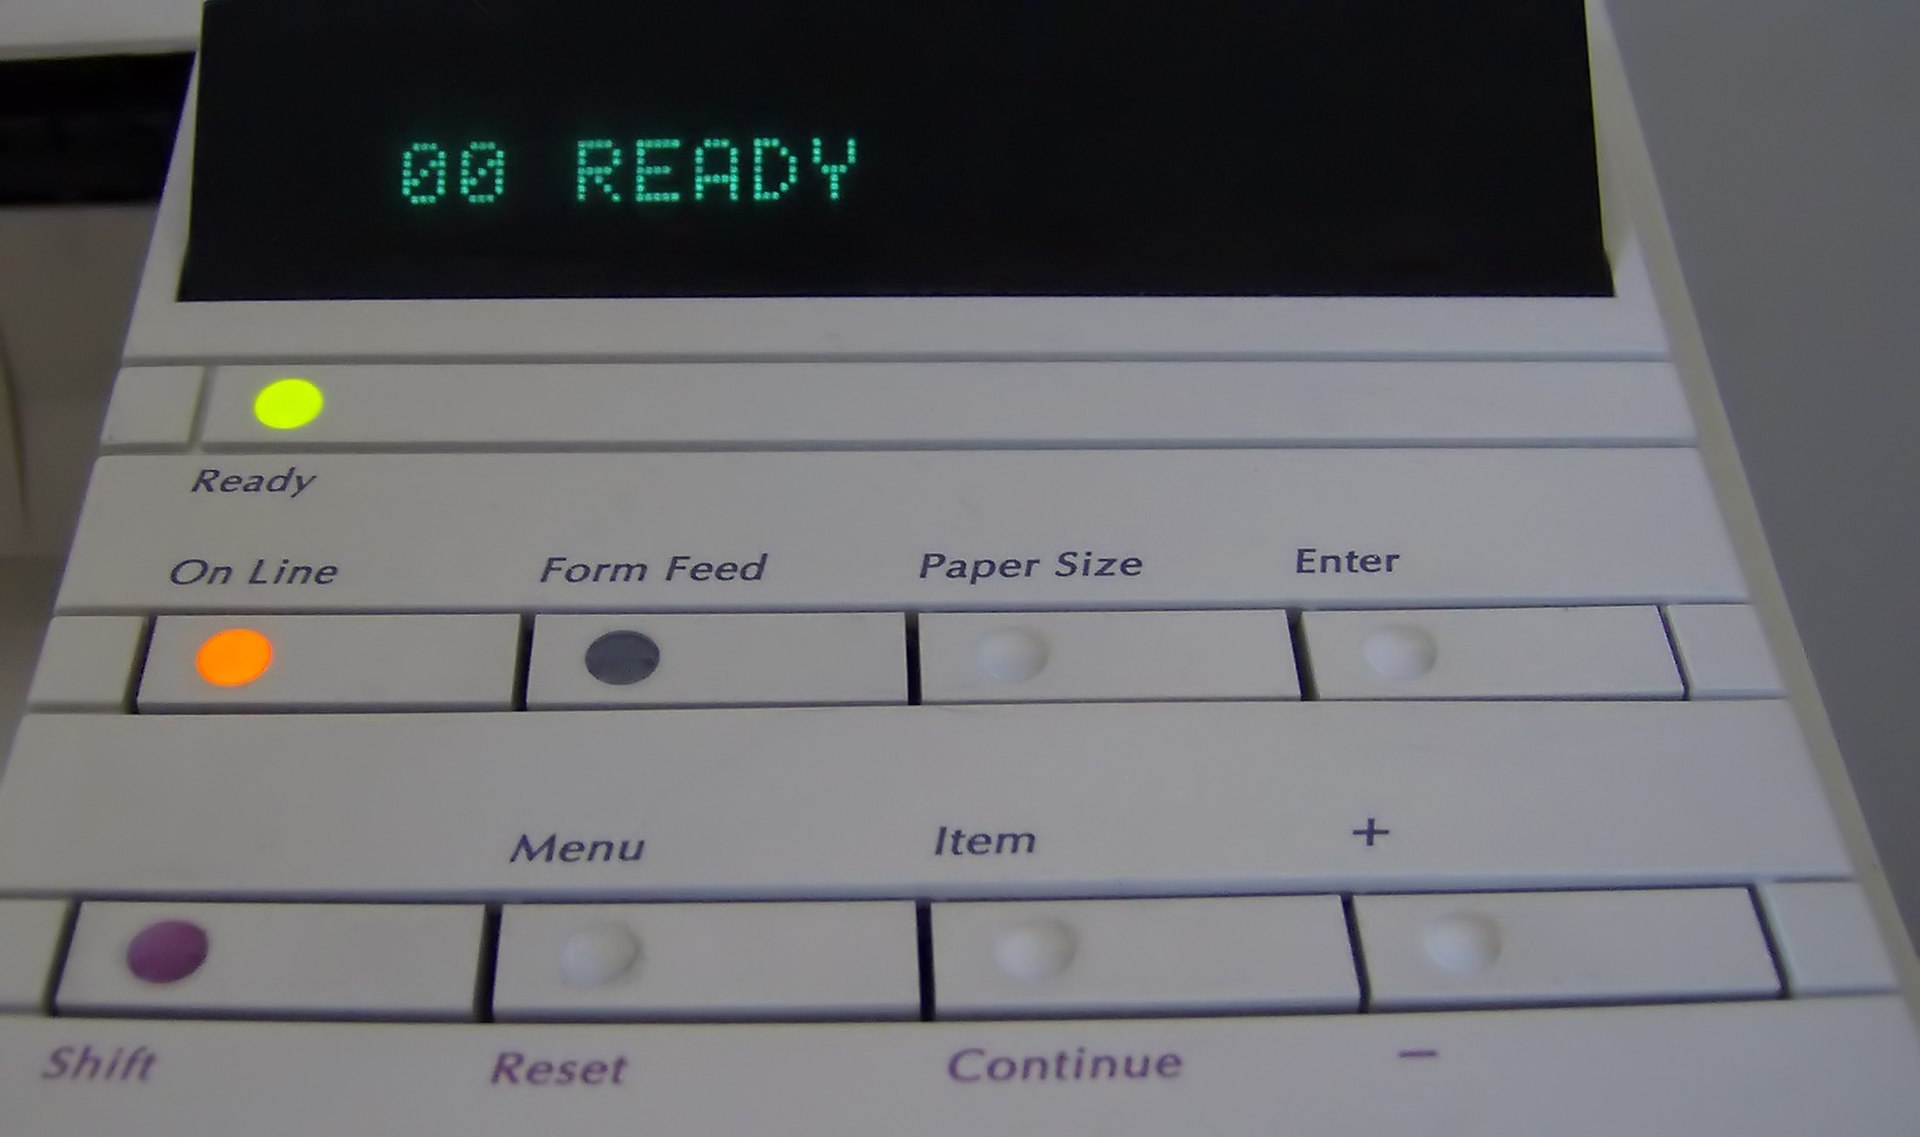 00 READY
Ready
On Line Form Feed Paper Size Enter
Menu Item +
Shift Reset Continue −